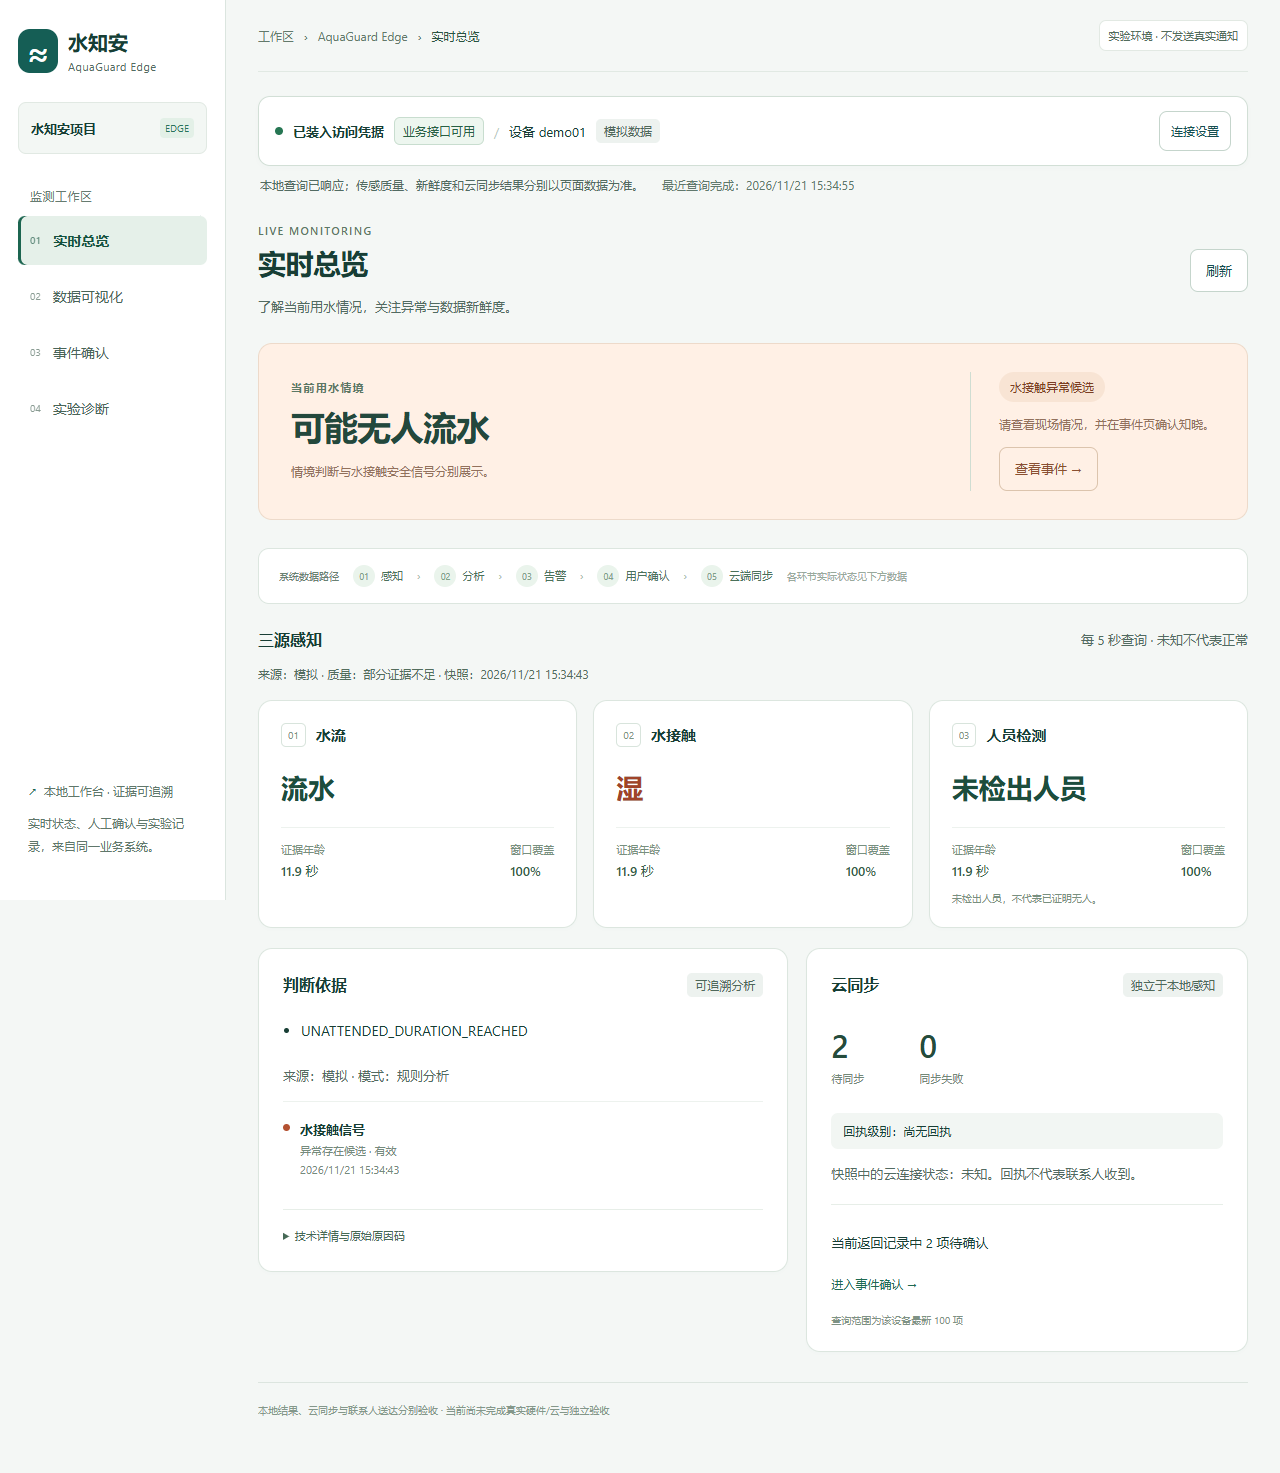 ≈
水知安
AquaGuard Edge
水知安项目 EDGE
监测工作区
01 实时总览
02 数据可视化
03 事件确认
04 实验诊断
↗ 本地工作台 · 证据可追溯
实时状态、人工确认与实验记
录，来自同一业务系统。
工作区 › AquaGuard Edge › 实时总览
实验环境 · 不发送真实通知
已装入访问凭据 业务接口可用 / 设备 demo01 模拟数据
连接设置
本地查询已响应；传感质量、新鲜度和云同步结果分别以页面数据为准。 最近查询完成：2026/11/21 15:34:55
LIVE MONITORING
实时总览
刷新
了解当前用水情况，关注异常与数据新鲜度。
当前用水情境
可能无人流水
情境判断与水接触安全信号分别展示。
水接触异常候选
请查看现场情况，并在事件页确认知晓。
查看事件 →
系统数据路径 01 感知 › 02 分析 › 03 告警 › 04 用户确认 › 05 云端同步 各环节实际状态见下方数据
三源感知
每 5 秒查询 · 未知不代表正常
来源：模拟 · 质量：部分证据不足 · 快照：2026/11/21 15:34:43
01 水流
流水
证据年龄 窗口覆盖
11.9 秒 100%
02 水接触
湿
证据年龄 窗口覆盖
11.9 秒 100%
03 人员检测
未检出人员
证据年龄 窗口覆盖
11.9 秒 100%
未检出人员，不代表已证明无人。
判断依据 可追溯分析
• UNATTENDED_DURATION_REACHED
来源：模拟 · 模式：规则分析
水接触信号
异常存在候选 · 有效
2026/11/21 15:34:43
▶ 技术详情与原始原因码
云同步 独立于本地感知
2 0
待同步 同步失败
回执级别：尚无回执
快照中的云连接状态：未知。回执不代表联系人收到。
当前返回记录中 2 项待确认
进入事件确认 →
查询范围为该设备最新 100 项
本地结果、云同步与联系人送达分别验收 · 当前尚未完成真实硬件/云与独立验收